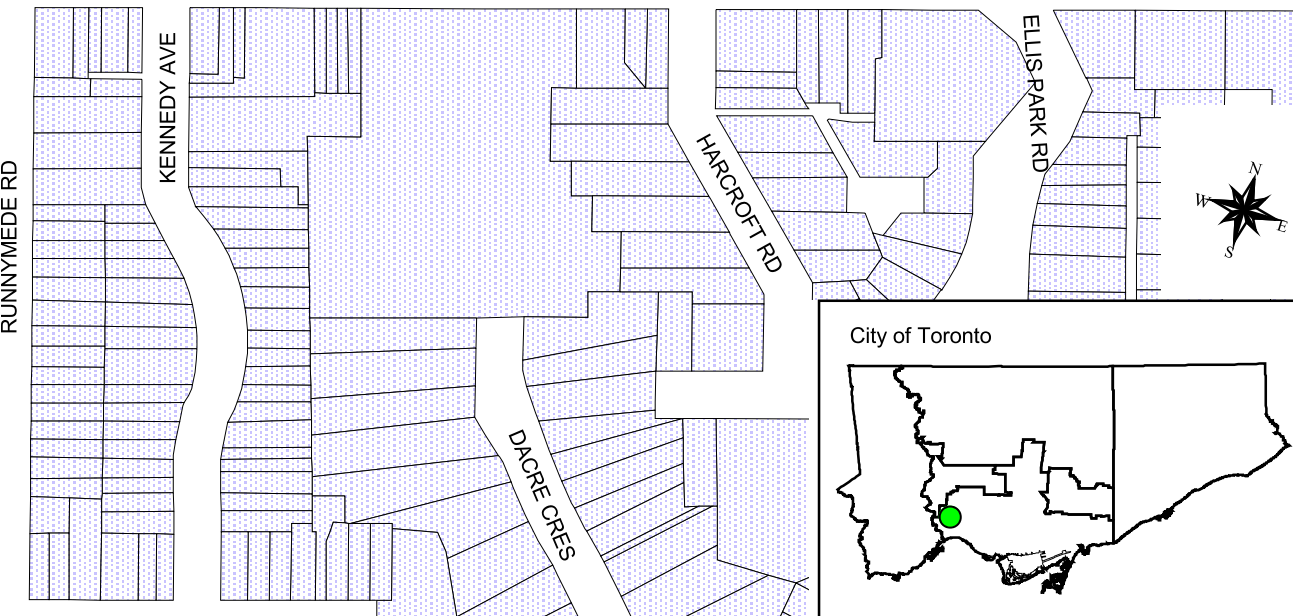 RUNNYMEDE RD
KENNEDY AVE
HARCROFT RD
ELLIS PARK RD
DACRE CRES
N
W
E
S
City of Toronto